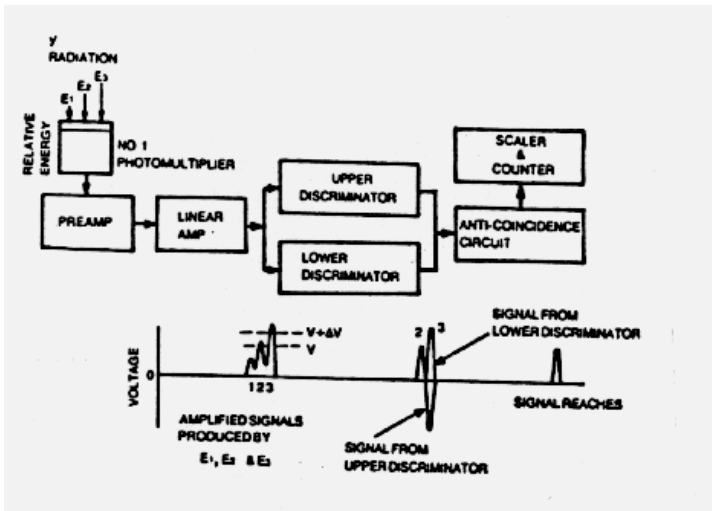 γ
RADIATION
E1 E2 E3
RELATIVE
ENERGY
NO 1
PHOTOMULTIPLIER
PREAMP
LINEAR
AMP
UPPER
DISCRIMINATOR
LOWER
DISCRIMINATOR
SCALER
&
COUNTER
ANTI-COINCIDENCE
CIRCUIT
VOLTAGE
0
V+ΔV
V
1 2 3
AMPLIFIED SIGNALS
PRODUCED BY
E1, E2 & E3
2 3
SIGNAL FROM
LOWER DISCRIMINATOR
SIGNAL FROM
UPPER DISCRIMINATOR
SIGNAL REACHES